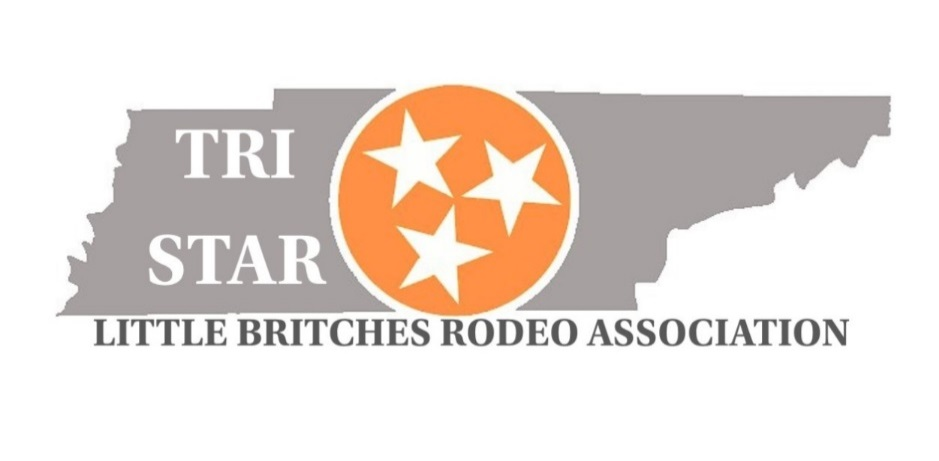 TRI
STAR
LITTLE BRITCHES RODEO ASSOCIATION